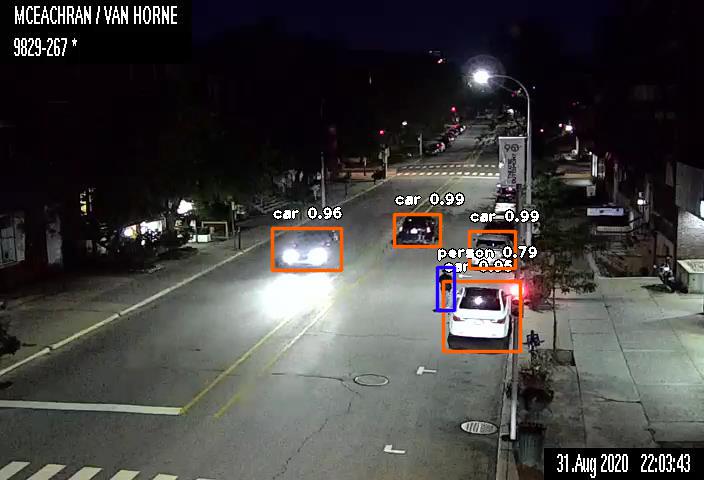 MCEACHRAN / VAN HORNE
9829-267 *
car 0.96
car 0.99
car 0.99
person 0.79
31.Aug 2020 22:03:43